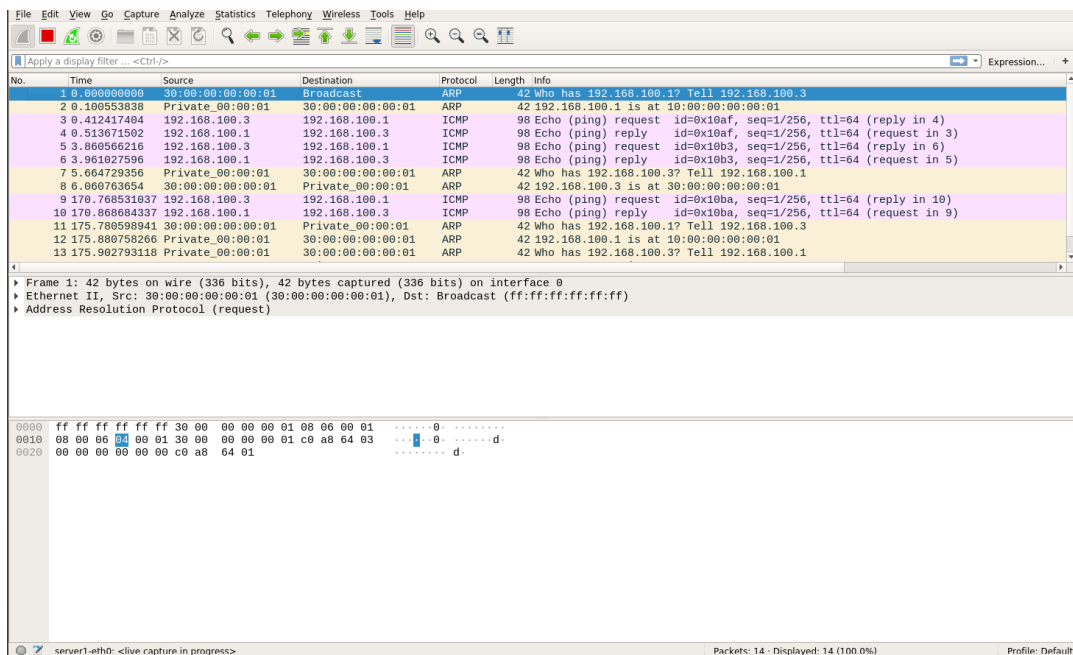 File Edit View Go Capture Analyze Statistics Telephony Wireless Tools Help
Apply a display filter ... <Ctrl-/> Expression... +
No. Time Source Destination Protocol Length Info
1 0.000000000 30:00:00:00:00:01 Broadcast ARP 42 Who has 192.168.100.1? Tell 192.168.100.3
2 0.100553838 Private_00:00:01 30:00:00:00:00:01 ARP 42 192.168.100.1 is at 10:00:00:00:00:01
3 0.412417404 192.168.100.3 192.168.100.1 ICMP 98 Echo (ping) request id=0x10af, seq=1/256, ttl=64 (reply in 4)
4 0.513671502 192.168.100.1 192.168.100.3 ICMP 98 Echo (ping) reply id=0x10af, seq=1/256, ttl=64 (request in 3)
5 3.860566216 192.168.100.3 192.168.100.1 ICMP 98 Echo (ping) request id=0x10b3, seq=1/256, ttl=64 (reply in 6)
6 3.961027596 192.168.100.1 192.168.100.3 ICMP 98 Echo (ping) reply id=0x10b3, seq=1/256, ttl=64 (request in 5)
7 5.664729356 Private_00:00:01 30:00:00:00:00:01 ARP 42 Who has 192.168.100.3? Tell 192.168.100.1
8 6.060763654 30:00:00:00:00:01 Private_00:00:01 ARP 42 192.168.100.3 is at 30:00:00:00:00:01
9 170.768531037 192.168.100.3 192.168.100.1 ICMP 98 Echo (ping) request id=0x10ba, seq=1/256, ttl=64 (reply in 10)
10 170.868684337 192.168.100.1 192.168.100.3 ICMP 98 Echo (ping) reply id=0x10ba, seq=1/256, ttl=64 (request in 9)
11 175.780598941 30:00:00:00:00:01 Private_00:00:01 ARP 42 Who has 192.168.100.1? Tell 192.168.100.3
12 175.880758266 Private_00:00:01 30:00:00:00:00:01 ARP 42 192.168.100.1 is at 10:00:00:00:00:01
13 175.902793118 Private_00:00:01 30:00:00:00:00:01 ARP 42 Who has 192.168.100.3? Tell 192.168.100.1
Frame 1: 42 bytes on wire (336 bits), 42 bytes captured (336 bits) on interface 0
Ethernet II, Src: 30:00:00:00:00:01 (30:00:00:00:00:01), Dst: Broadcast (ff:ff:ff:ff:ff:ff)
Address Resolution Protocol (request)
0000 ff ff ff ff ff ff 30 00 00 00 00 01 08 06 00 01 ······0· ········
0010 08 00 06 04 00 01 30 00 00 00 00 01 c0 a8 64 03 ······0· ······d·
0020 00 00 00 00 00 00 c0 a8 64 01 ········ d·
server1-eth0: <live capture in progress> Packets: 14 · Displayed: 14 (100.0%) Profile: Default